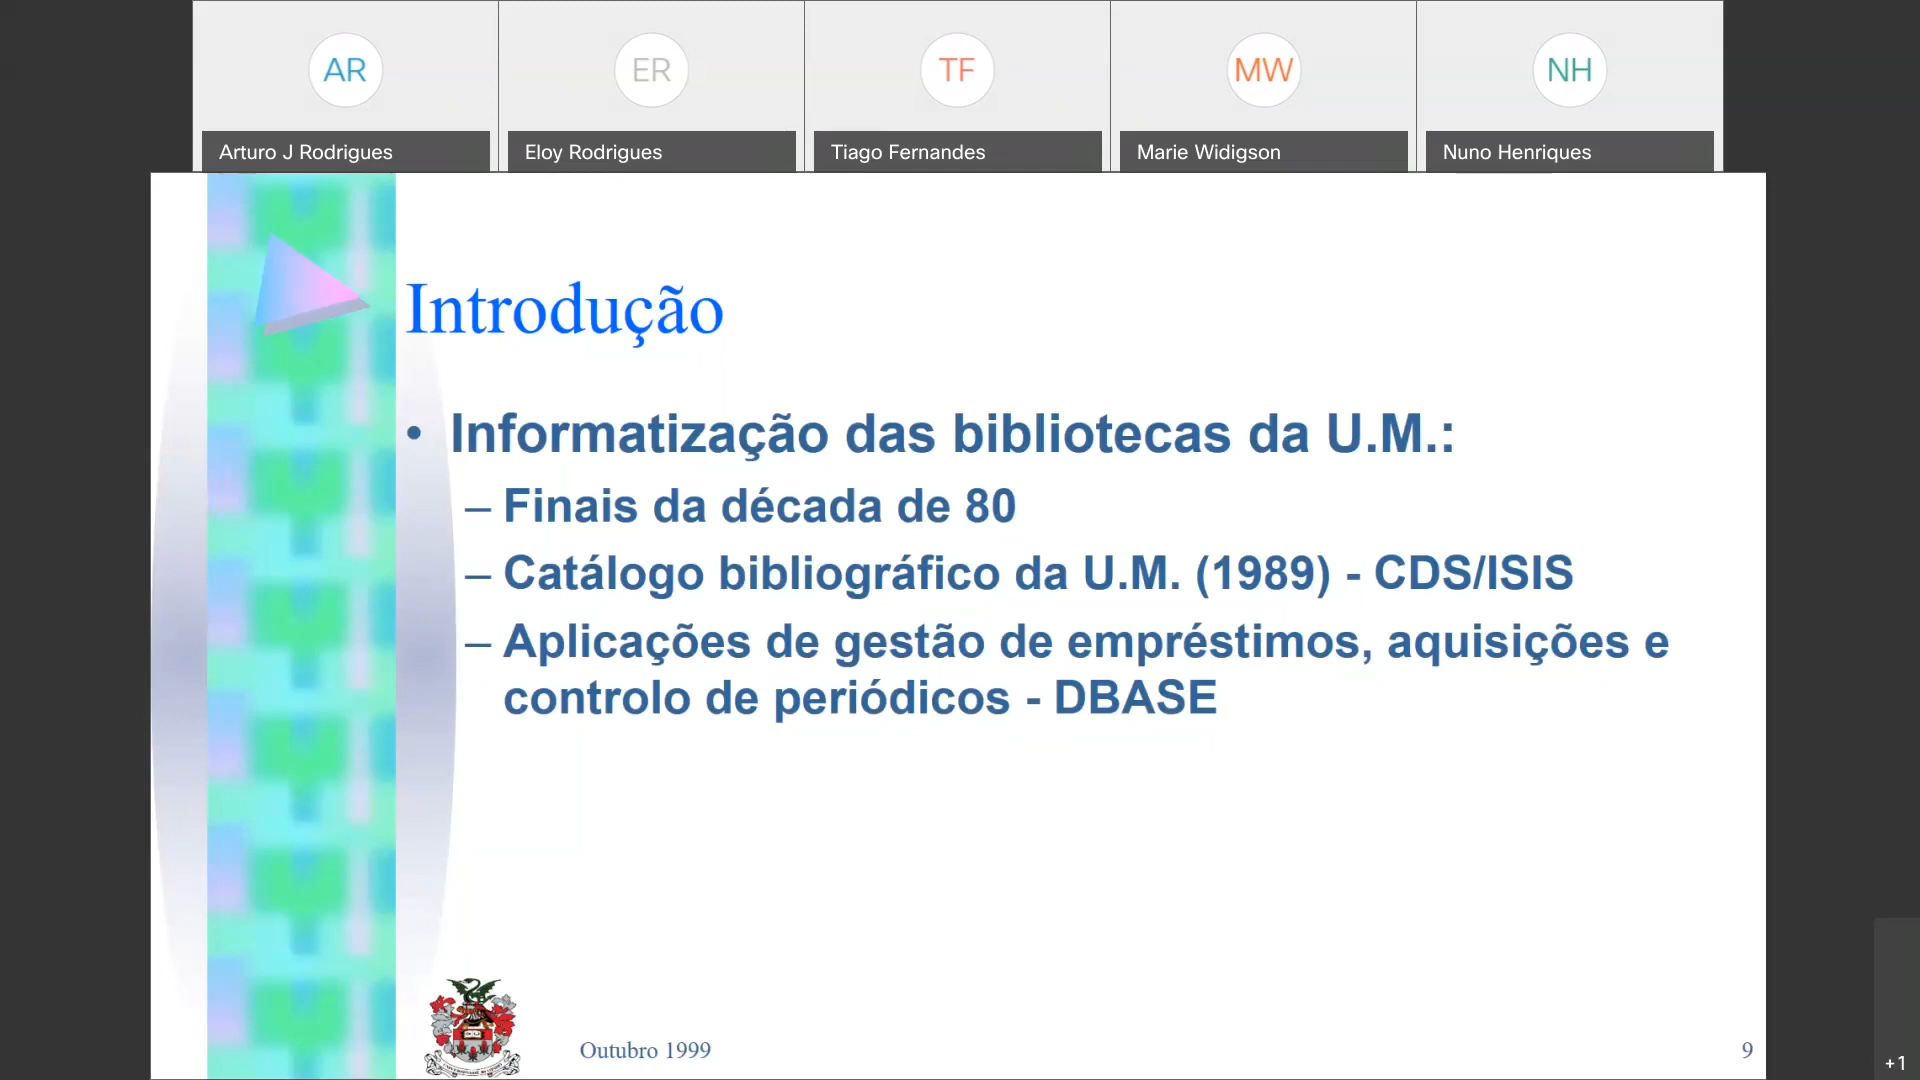 AR
ER
TF
MW
NH
Arturo J Rodrigues
Eloy Rodrigues
Tiago Fernandes
Marie Widigson
Nuno Henriques
Introdução
• Informatização das bibliotecas da U.M.:
– Finais da década de 80
– Catálogo bibliográfico da U.M. (1989) - CDS/ISIS
– Aplicações de gestão de empréstimos, aquisições e
controlo de periódicos - DBASE
Outubro 1999
9
+1